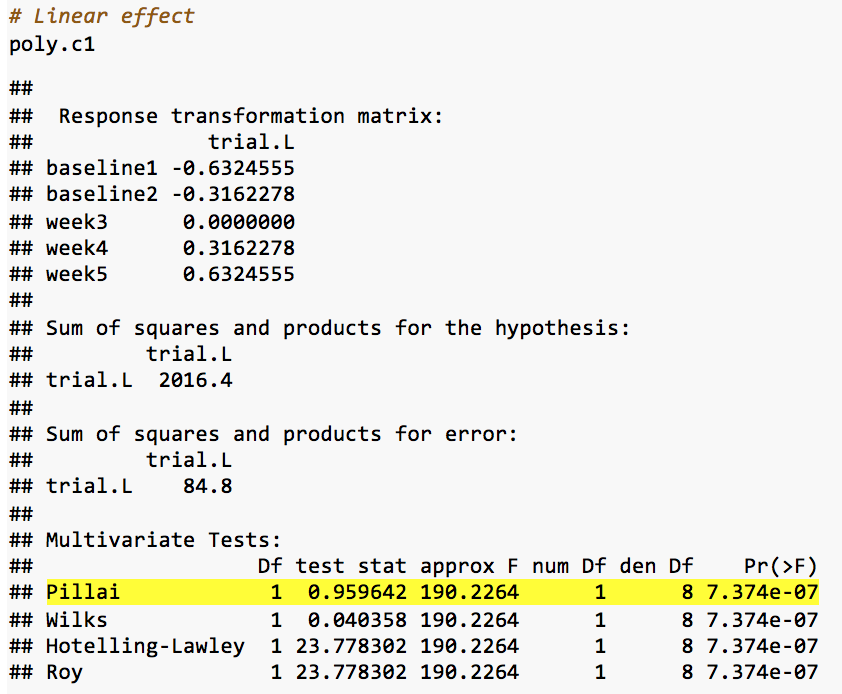 # Linear effect
poly.c1
##
##  Response transformation matrix:
##              trial.L
## baseline1 -0.6324555
## baseline2 -0.3162278
## week3      0.0000000
## week4      0.3162278
## week5      0.6324555
##
## Sum of squares and products for the hypothesis:
##         trial.L
## trial.L  2016.4
##
## Sum of squares and products for error:
##         trial.L
## trial.L    84.8
##
## Multivariate Tests:
##                  Df test stat approx F num Df den Df    Pr(>F)
## Pillai            1  0.959642 190.2264      1      8 7.374e-07
## Wilks             1  0.040358 190.2264      1      8 7.374e-07
## Hotelling-Lawley  1 23.778302 190.2264      1      8 7.374e-07
## Roy               1 23.778302 190.2264      1      8 7.374e-07